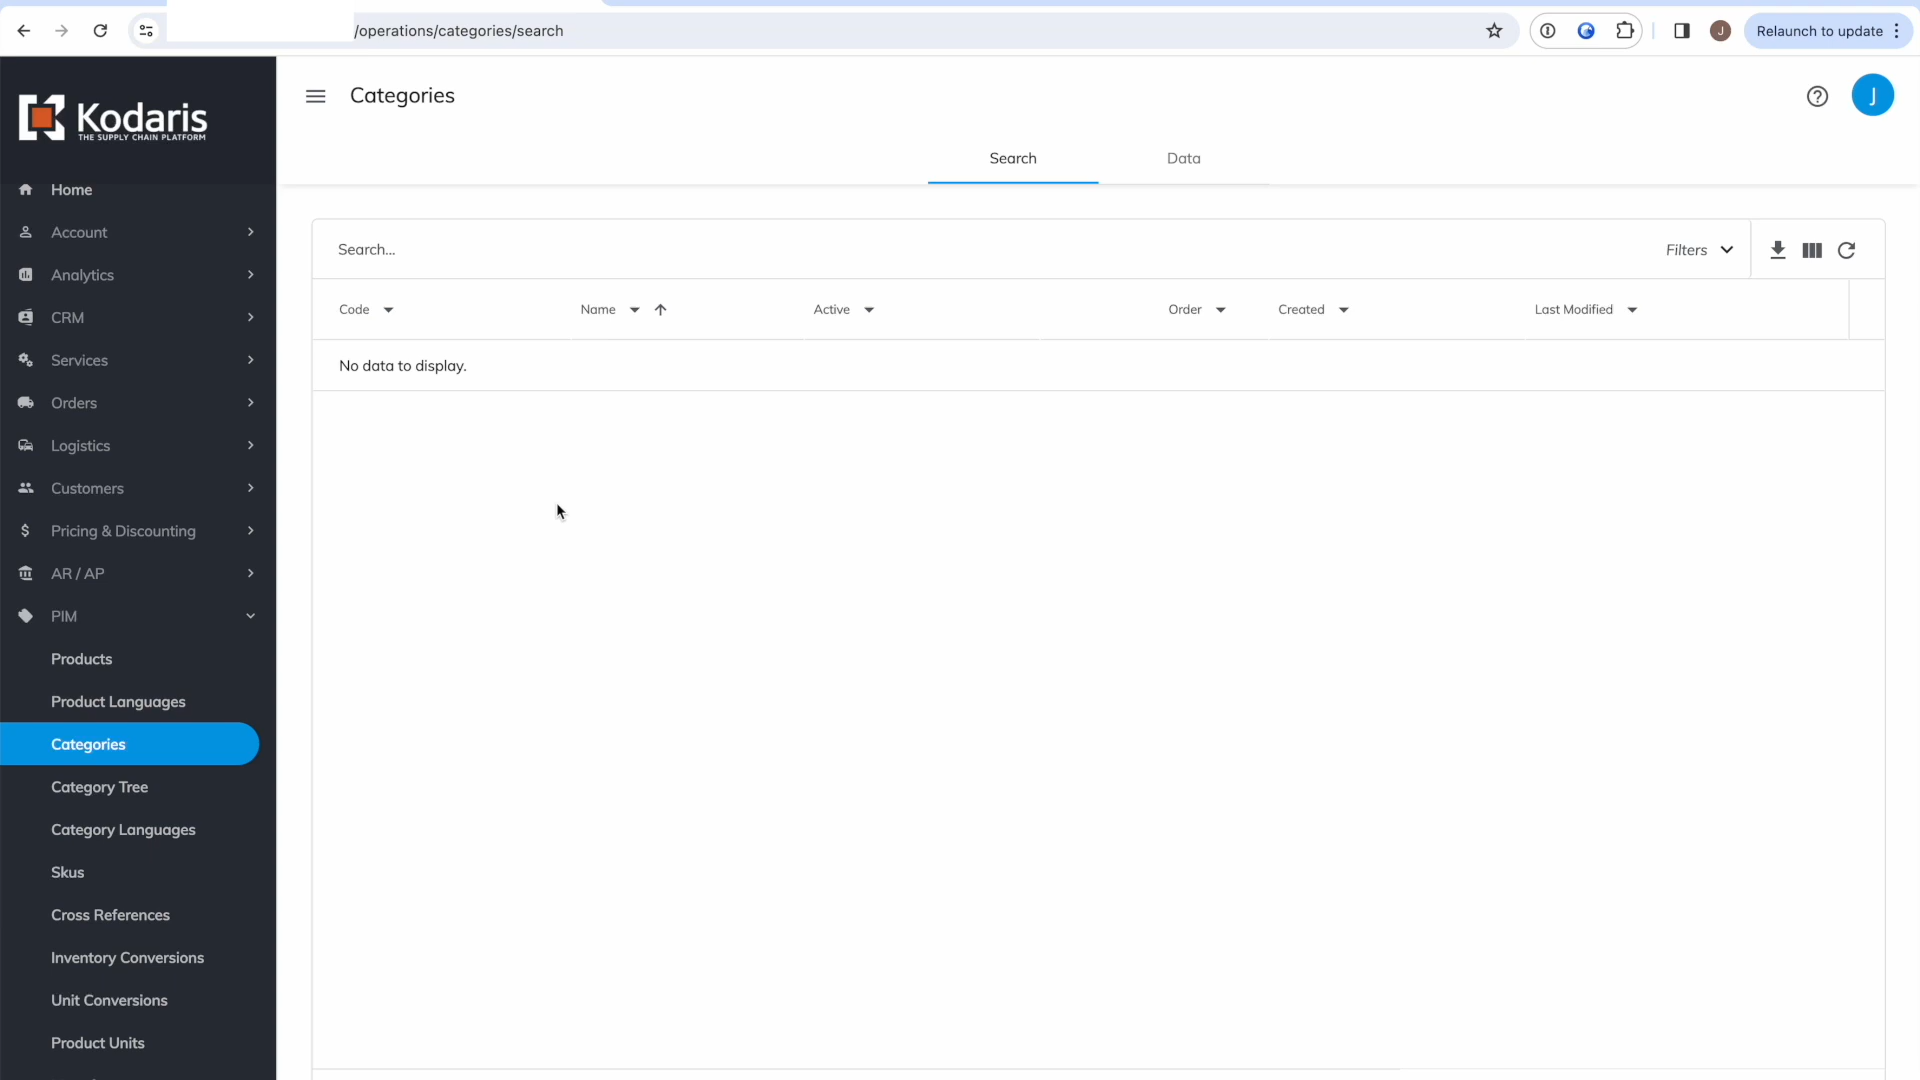 /operations/categories/search
Relaunch to update
J
Kodaris
THE SUPPLY CHAIN PLATFORM
Categories
J
Search
Data
Home
Account
Analytics
CRM
Services
Orders
Logistics
Customers
Pricing & Discounting
AR / AP
PIM
Products
Product Languages
Categories
Category Tree
Category Languages
Skus
Cross References
Inventory Conversions
Unit Conversions
Product Units
Search...
Filters
Code
Name
Active
Order
Created
Last Modified
No data to display.